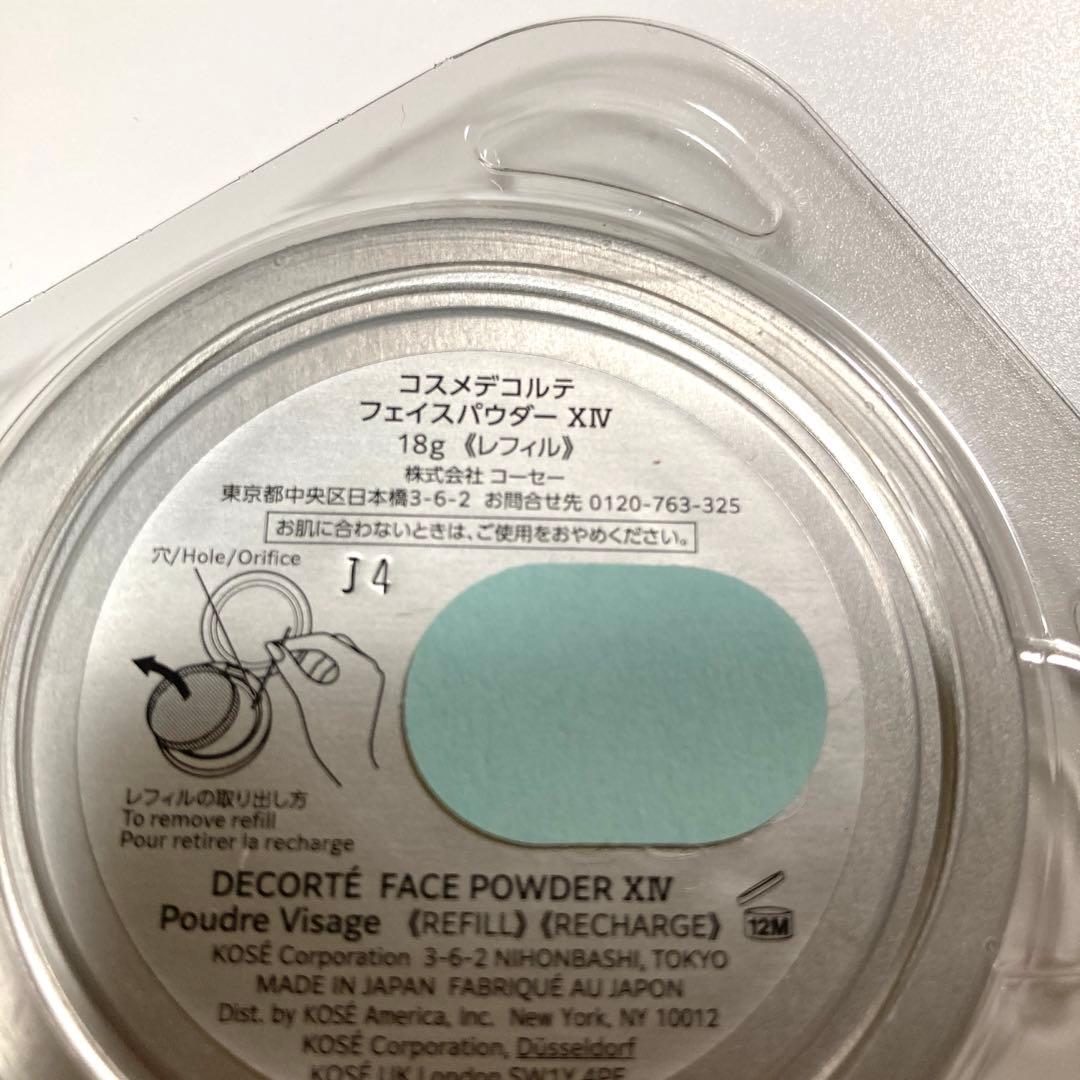 コスメデコルテ
フェイスパウダー XIV
18g 《レフィル》
株式会社 コーセー
東京都中央区日本橋3-6-2 お問合せ先 0120-763-325
お肌に合わないときは、ご使用をおやめください。
穴/Hole/Orifice
J4
レフィルの取り出し方
To remove refill
Pour retirer la recharge
DECORTÉ FACE POWDER XIV
Poudre Visage 《REFILL》《RECHARGE》
12M
KOSÉ Corporation 3-6-2 NIHONBASHI, TOKYO
MADE IN JAPAN FABRIQUÉ AU JAPON
Dist. by KOSÉ America, Inc. New York, NY 10012
KOSÉ Corporation, Düsseldorf
KOSÉ UK London SW1Y 4PE